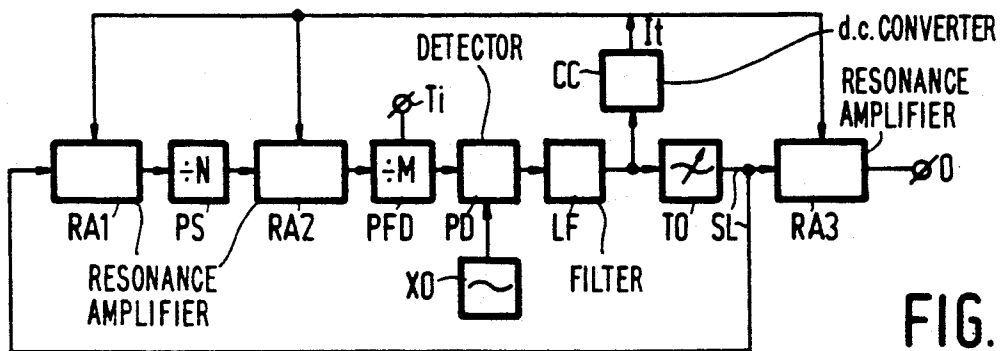 It
d.c. CONVERTER
DETECTOR
CC
RESONANCE
AMPLIFIER
Ti
÷N
÷M
O
RA1
PS
RA2
PFD
PD
LF
TO
SL
RA3
RESONANCE
AMPLIFIER
XO
FILTER
FIG.